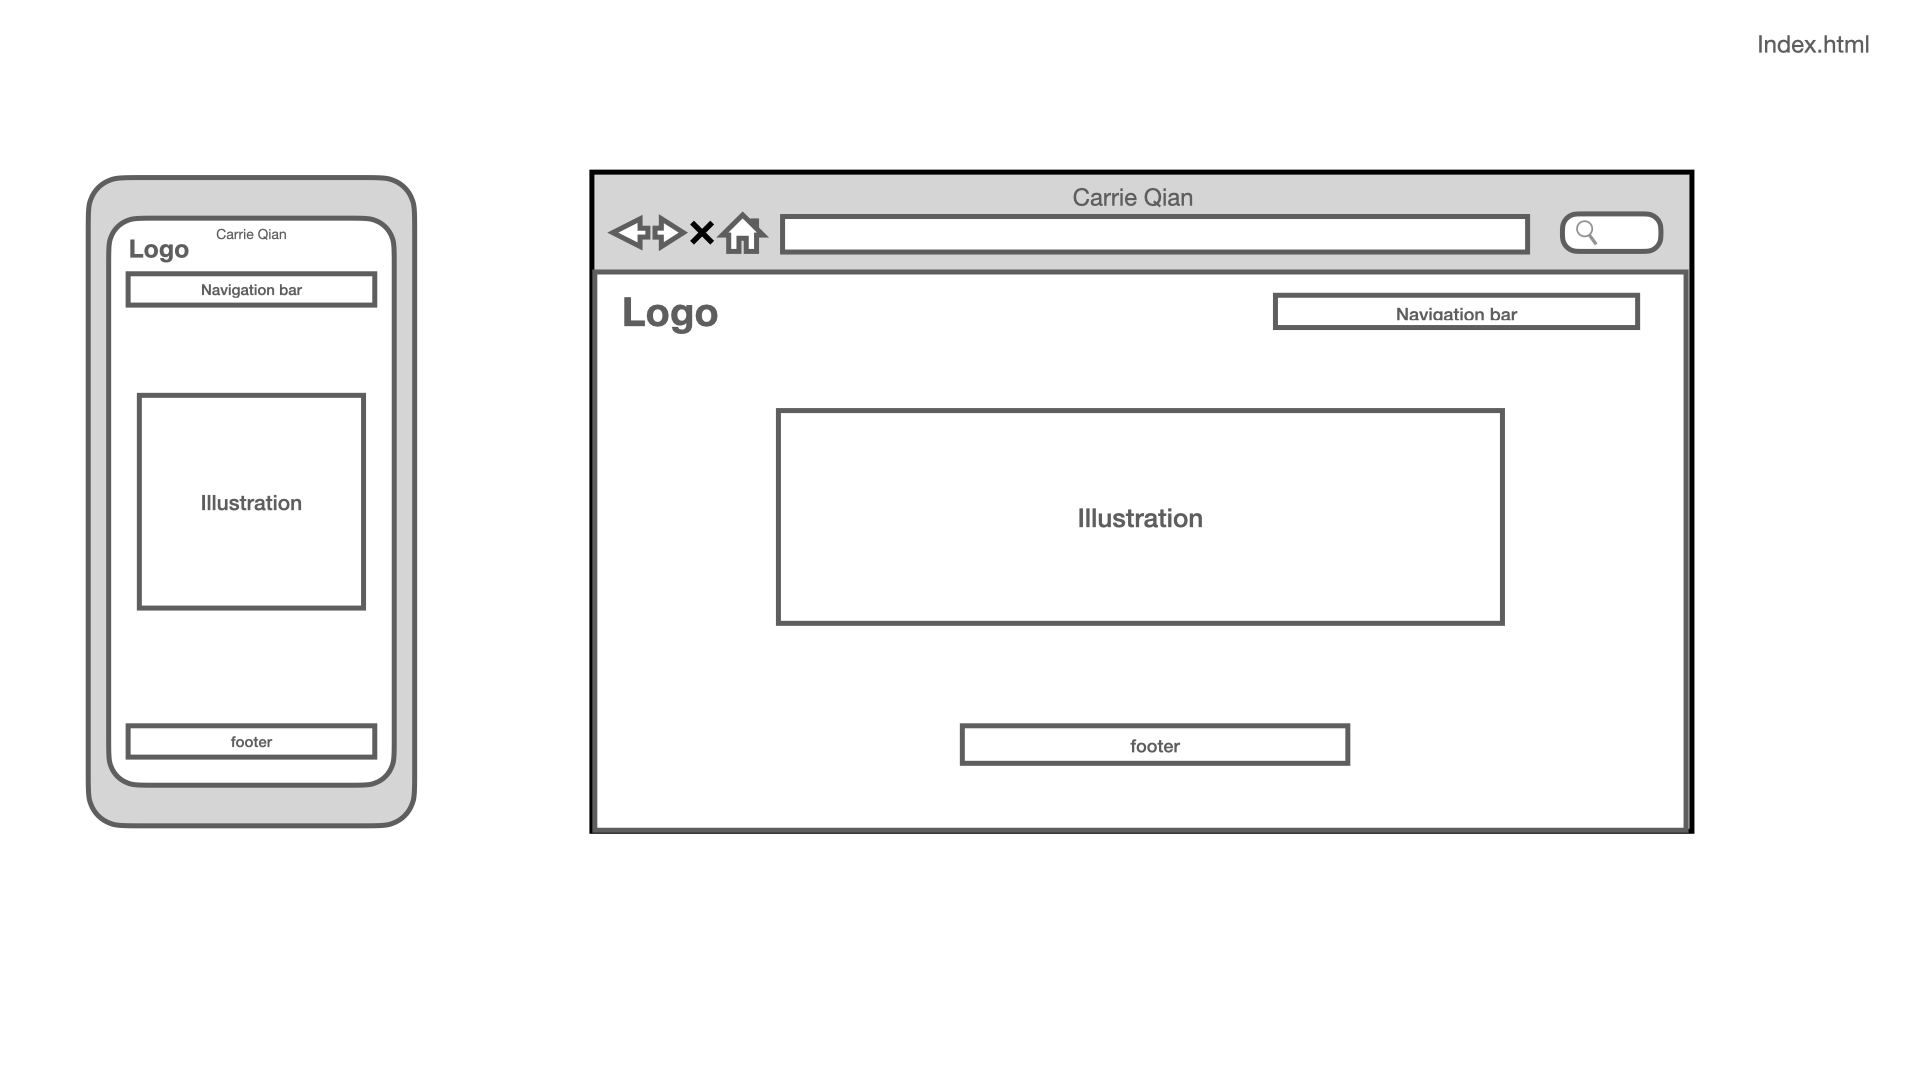 Index.html
Carrie Qian
Logo
Navigation bar
Illustration
footer
Carrie Qian
Logo
Navigation bar
Illustration
footer